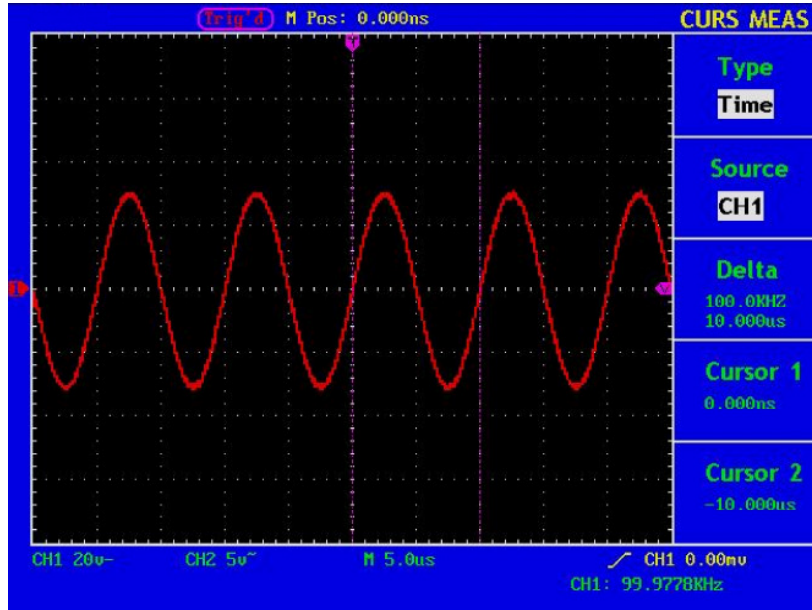 Trig'd M Pos: 0.000ns CURS MEAS
Type
Time
Source
CH1
Delta
100.0KHZ
10.000us
Cursor 1
0.000ns
Cursor 2
-10.000us
T
1
CH1 20v- CH2 5v~ M 5.0us CH1 0.00mv
CH1: 99.9778KHz